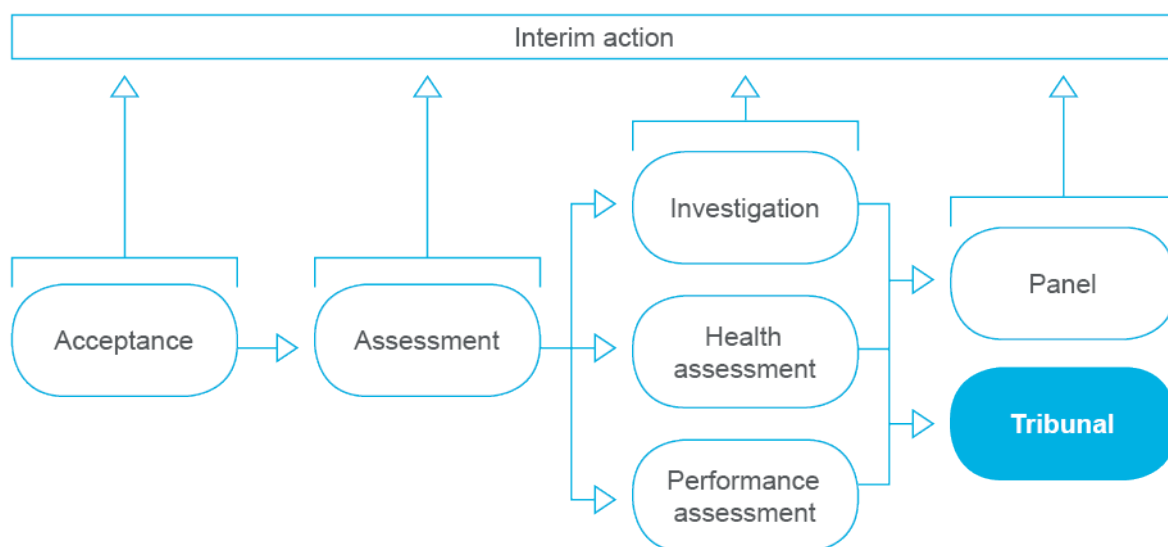 Interim action
Acceptance
Assessment
Investigation
Health
assessment
Performance
assessment
Panel
Tribunal